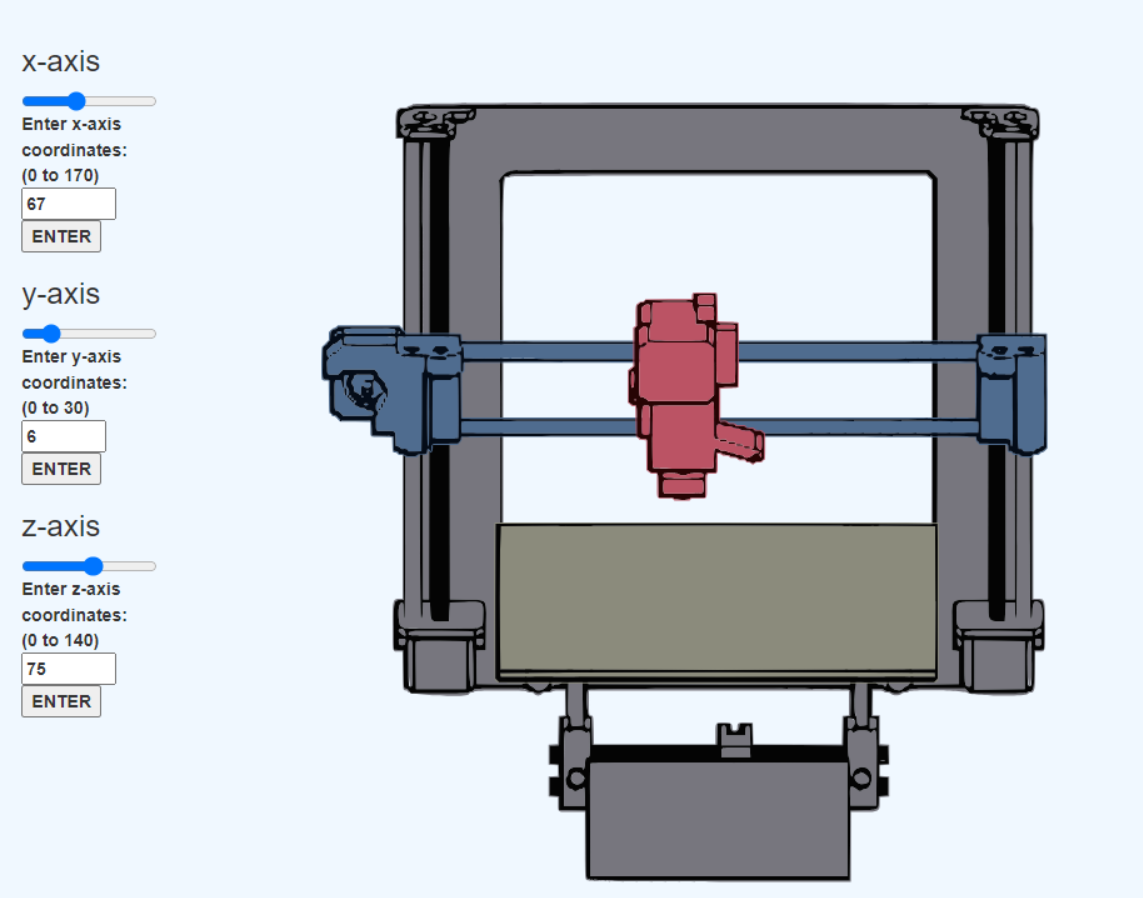 x-axis
Enter x-axis
coordinates:
(0 to 170)
67
ENTER
y-axis
Enter y-axis
coordinates:
(0 to 30)
6
ENTER
z-axis
Enter z-axis
coordinates:
(0 to 140)
75
ENTER